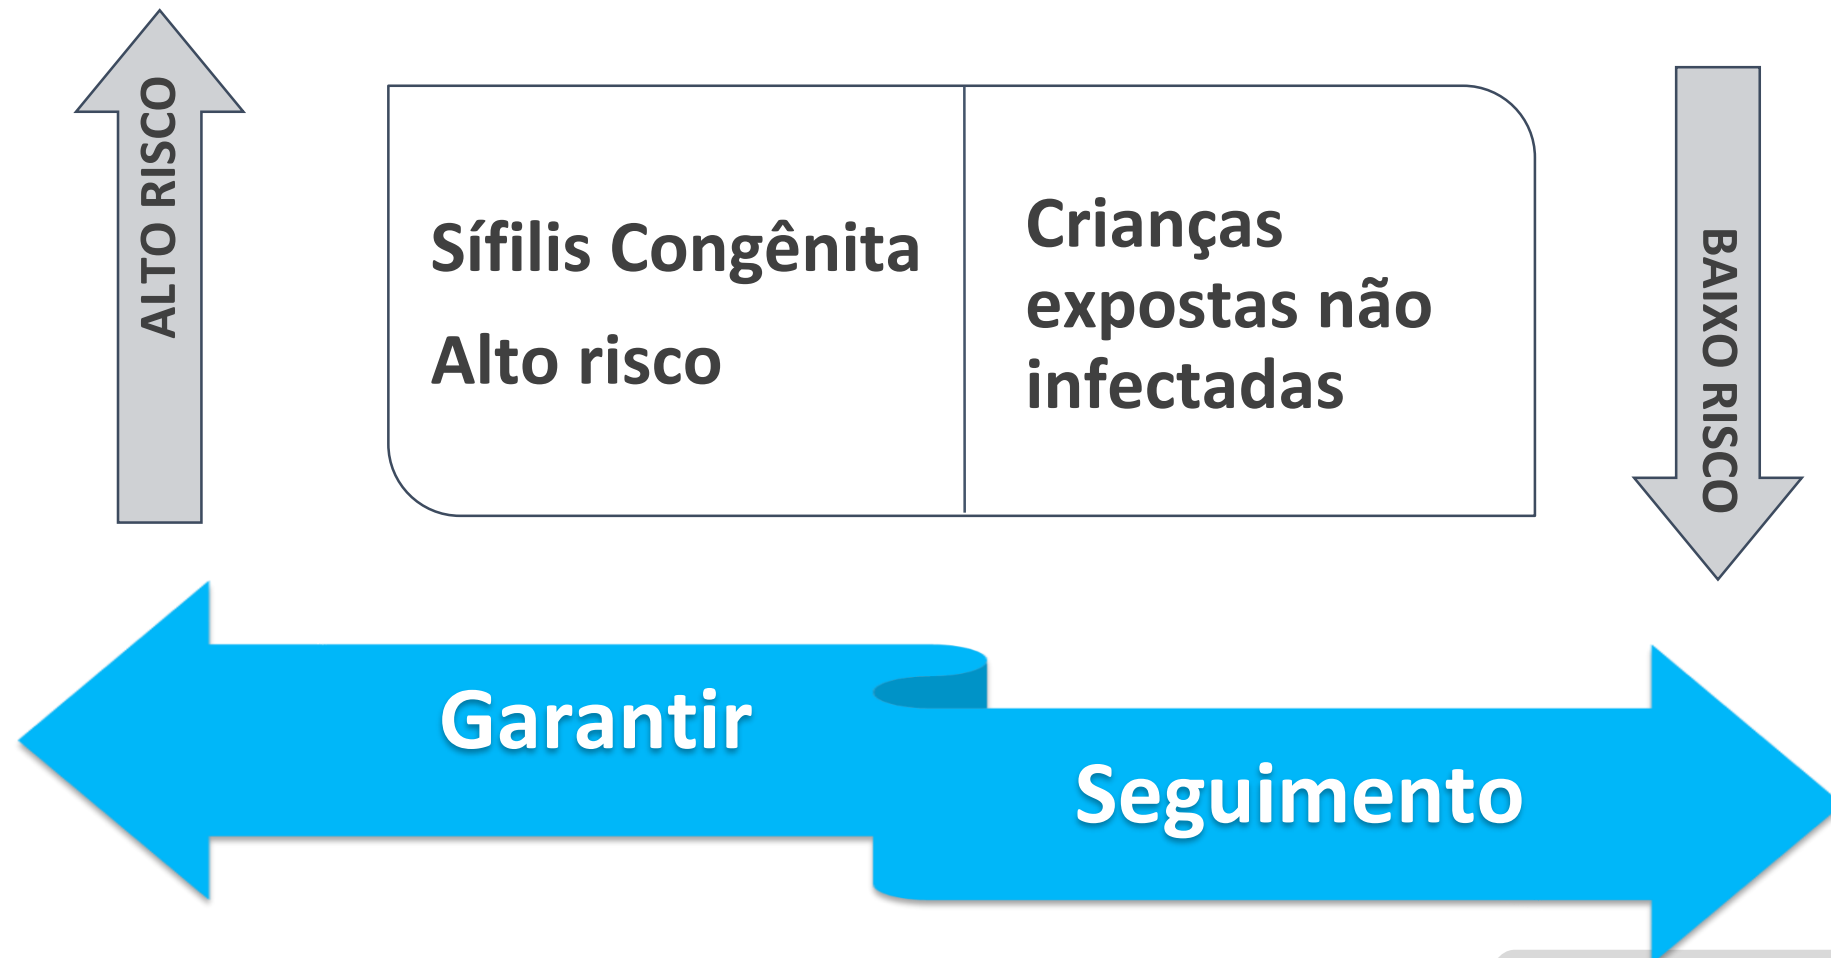 ALTO RISCO
Sífilis Congênita
Alto risco
Crianças
expostas não
infectadas
BAIXO RISCO
Garantir
Seguimento